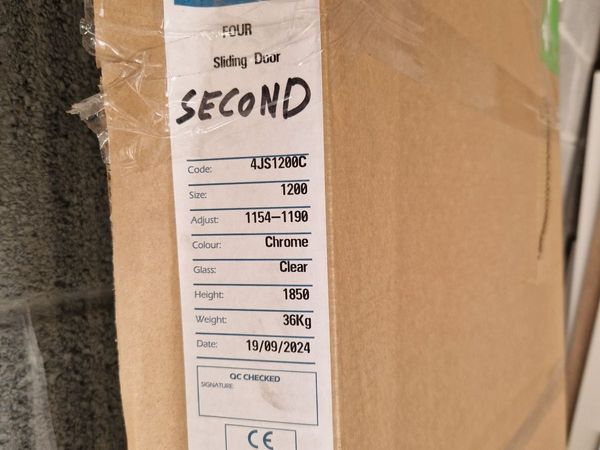 FOUR
Sliding Door
SECOND
Code: 4JS1200C
Size: 1200
Adjust: 1154-1190
Colour: Chrome
Glass: Clear
Height: 1850
Weight: 36Kg
Date: 19/09/2024
QC CHECKED
SIGNATURE
CE